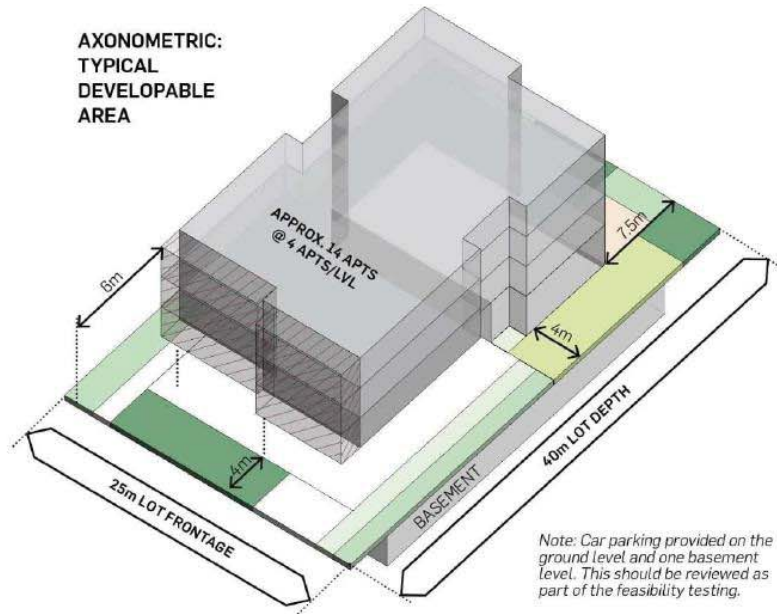 AXONOMETRIC:
TYPICAL
DEVELOPABLE
AREA
APPROX. 14 APTS
@ 4 APTS/LVL
6m
7.5m
4m
4m
25m LOT FRONTAGE
40m LOT DEPTH
BASEMENT
Note: Car parking provided on the
ground level and one basement
level. This should be reviewed as
part of the feasibility testing.